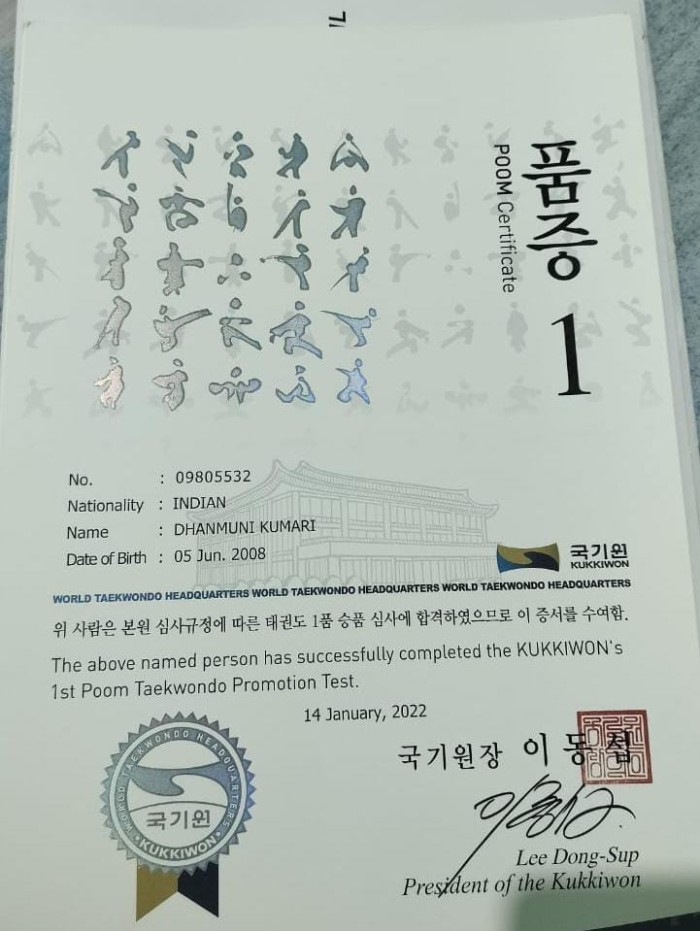 품증
POOM Certificate
1
No. : 09805532
Nationality : INDIAN
Name : DHANMUNI KUMARI
Date of Birth : 05 Jun. 2008
국기원
KUKKIWON
WORLD TAEKWONDO HEADQUARTERS WORLD TAEKWONDO HEADQUARTERS WORLD TAEKWONDO HEADQUARTERS
위 사람은 본원 심사규정에 따른 태권도 1품 승품 심사에 합격하였으므로 이 증서를 수여함.
The above named person has successfully completed the KUKKIWON's
1st Poom Taekwondo Promotion Test.
14 January, 2022
국기원장 이동섭
WORLD TAEKWONDO HEADQUARTERS
국기원
KUKKIWON
Lee Dong-Sup
President of the Kukkiwon